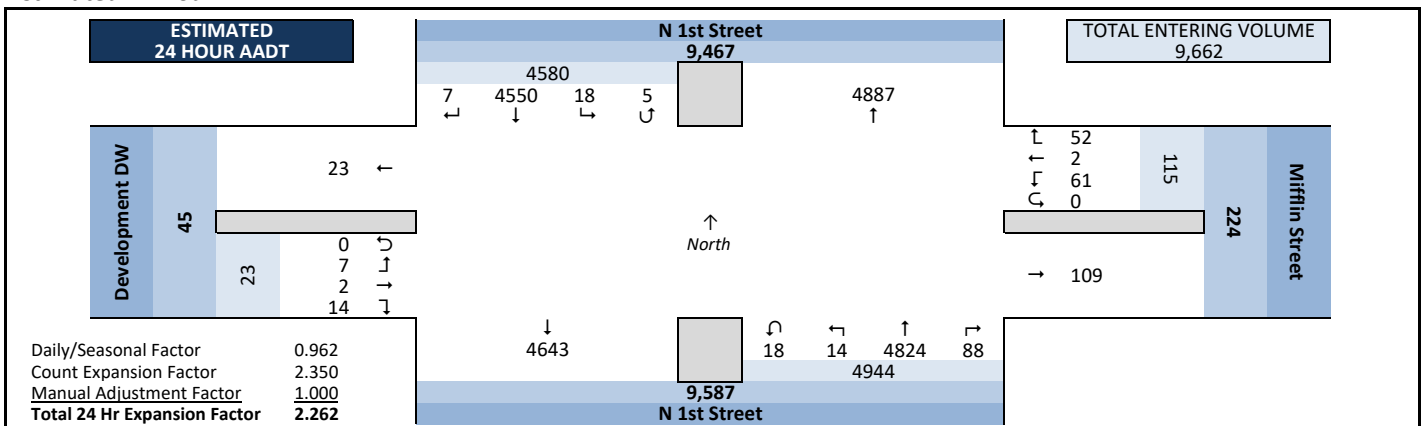 ESTIMATED
24 HOUR AADT
N 1st Street
9,467
TOTAL ENTERING VOLUME
9,662
4580
7 4550 18 5
↵ ↓ ↳ ↺
4887
↑
Development DW
45
23 ←
23
0 ⮌
7 ⮥
2 →
14 ↴
↑
North
↰ 52
← 2
↲ 61
⮎ 0
115
224
Mifflin Street
→ 109
↓
4643
⮏ ↰ ↑ ↱
18 14 4824 88
4944
9,587
N 1st Street
Daily/Seasonal Factor 0.962
Count Expansion Factor 2.350
Manual Adjustment Factor 1.000
Total 24 Hr Expansion Factor 2.262